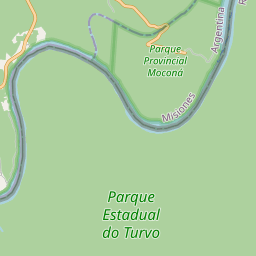 Argentina
Parque
Provincial
Moconá
Misiones
Parque
Estadual
do Turvo